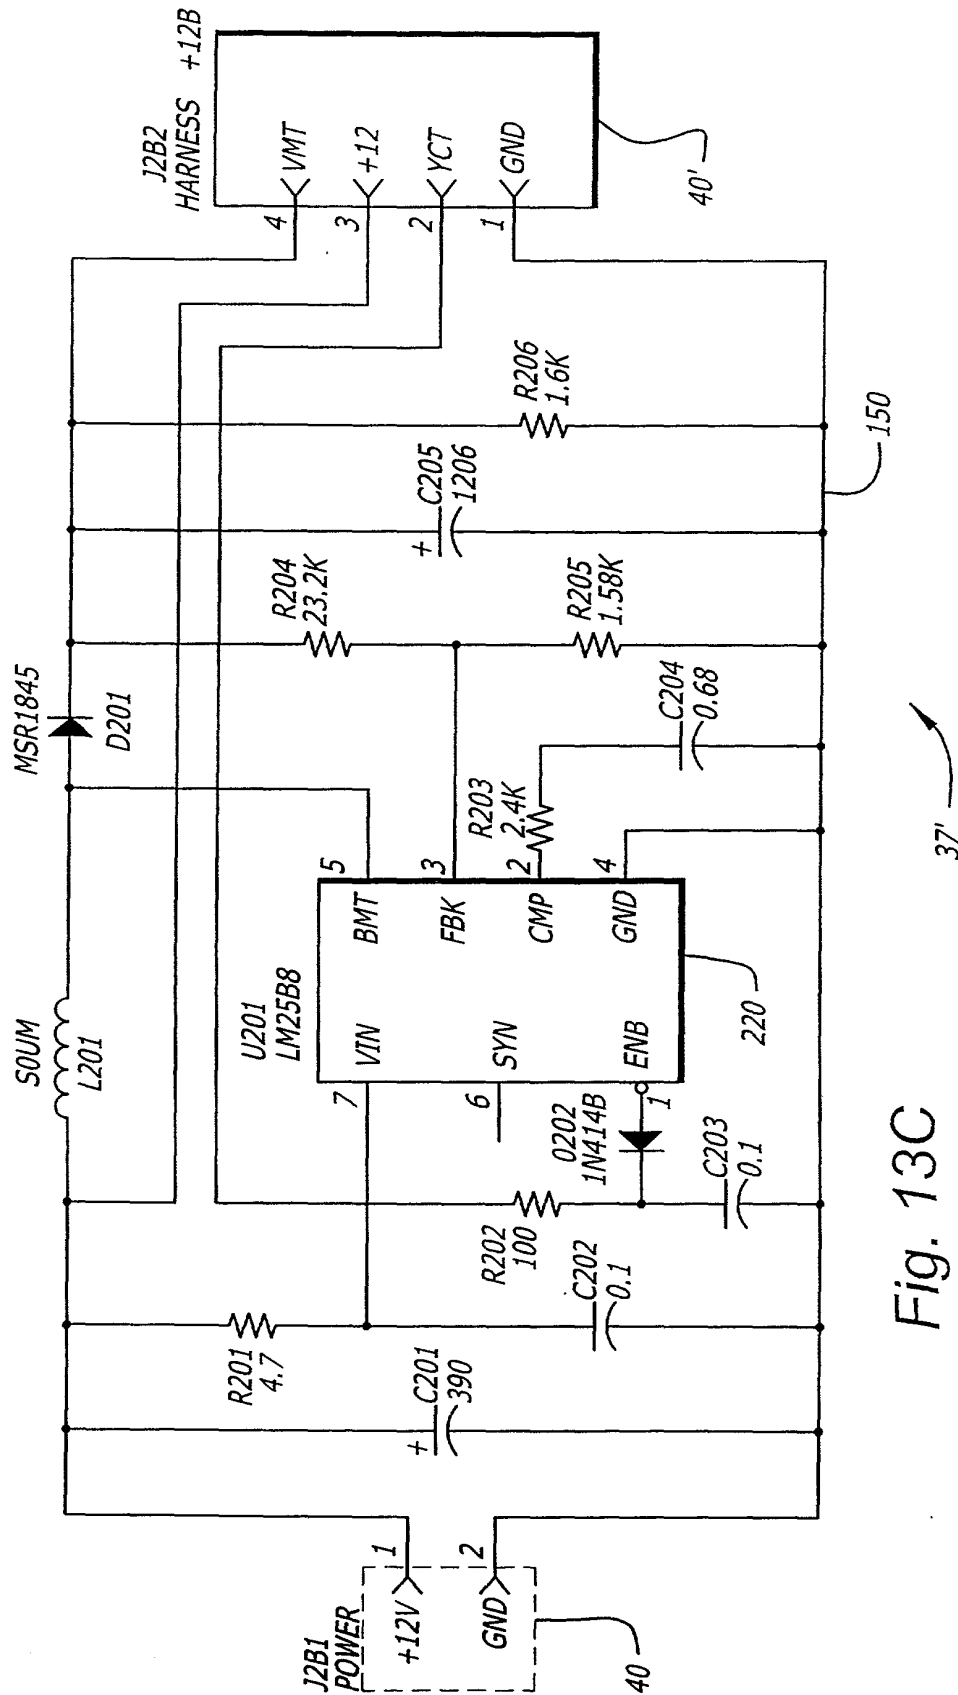 J2B1
POWER
+12V
GND
1
2
40
C201
390
+
R201
4.7
C202
0.1
R202
100
O202
1N414B
C203
0.1
SOUM
L201
U201
LM25B8
VIN
SYN
ENB
7
6
1
BMT
FBK
CMP
GND
5
3
2
4
220
R203
2.4K
C204
0.68
MSR1845
D201
R204
23.2K
R205
1.58K
C205
1206
+
R206
1.6K
150
J2B2
HARNESS +12B
VMT
+12
YCT
GND
4
3
2
1
40'
37'
Fig. 13C